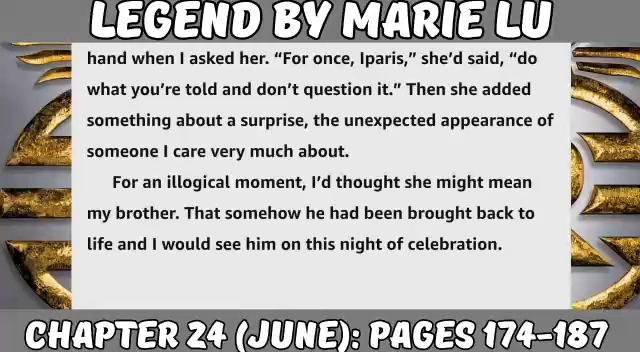 LEGEND BY MARIE LU
hand when I asked her. “For once, Iparis,” she’d said, “do
what you’re told and don’t question it.” Then she added
something about a surprise, the unexpected appearance of
someone I care very much about.
For an illogical moment, I’d thought she might mean
my brother. That somehow he had been brought back to
life and I would see him on this night of celebration.
CHAPTER 24 (JUNE): PAGES 174-187